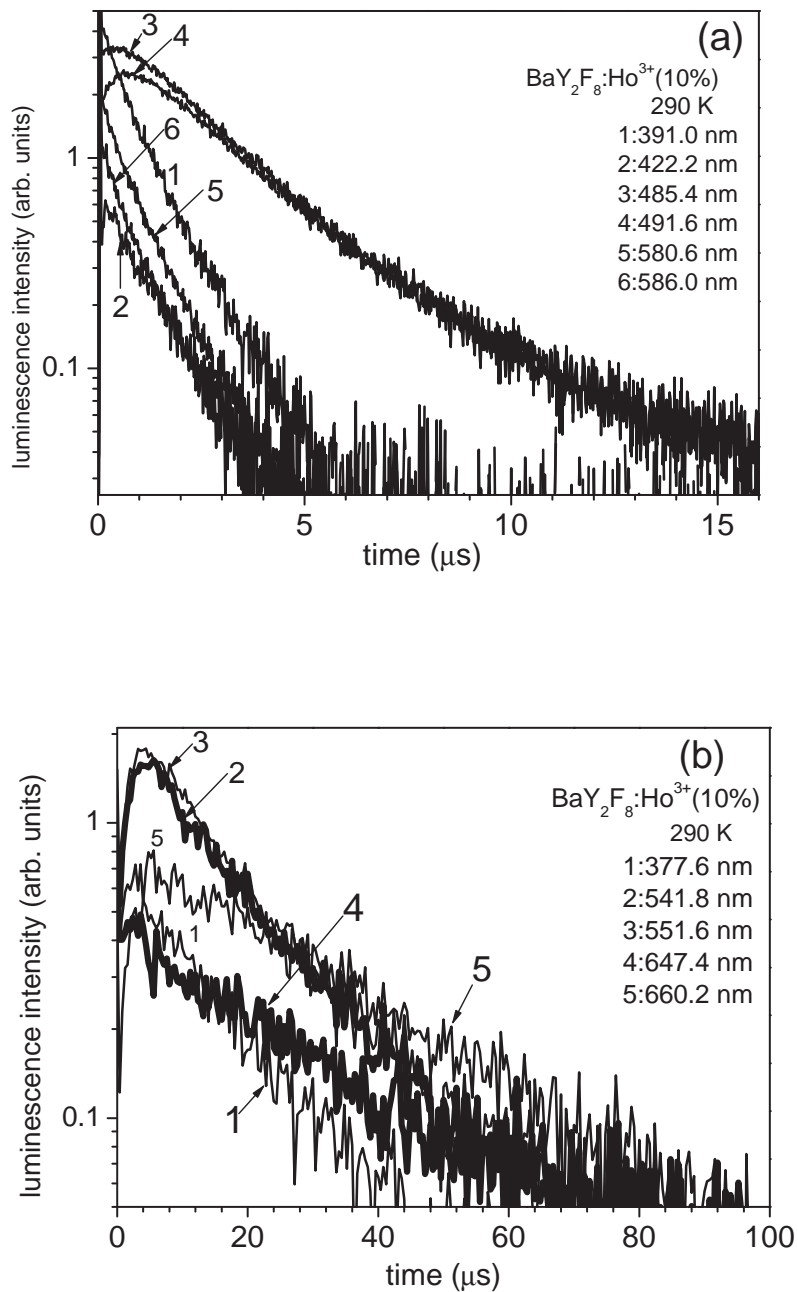 (a)
BaY₂F₈:Ho³⁺(10%)
290 K
1:391.0 nm
2:422.2 nm
3:485.4 nm
4:491.6 nm
5:580.6 nm
6:586.0 nm
3
4
6
1
5
2
1
0.1
luminescence intensity (arb. units)
0 5 10 15
time (μs)
(b)
BaY₂F₈:Ho³⁺(10%)
290 K
1:377.6 nm
2:541.8 nm
3:551.6 nm
4:647.4 nm
5:660.2 nm
3
2
5
4
1
5
1
1
0.1
luminescence intensity (arb. units)
0 20 40 60 80 100
time (μs)